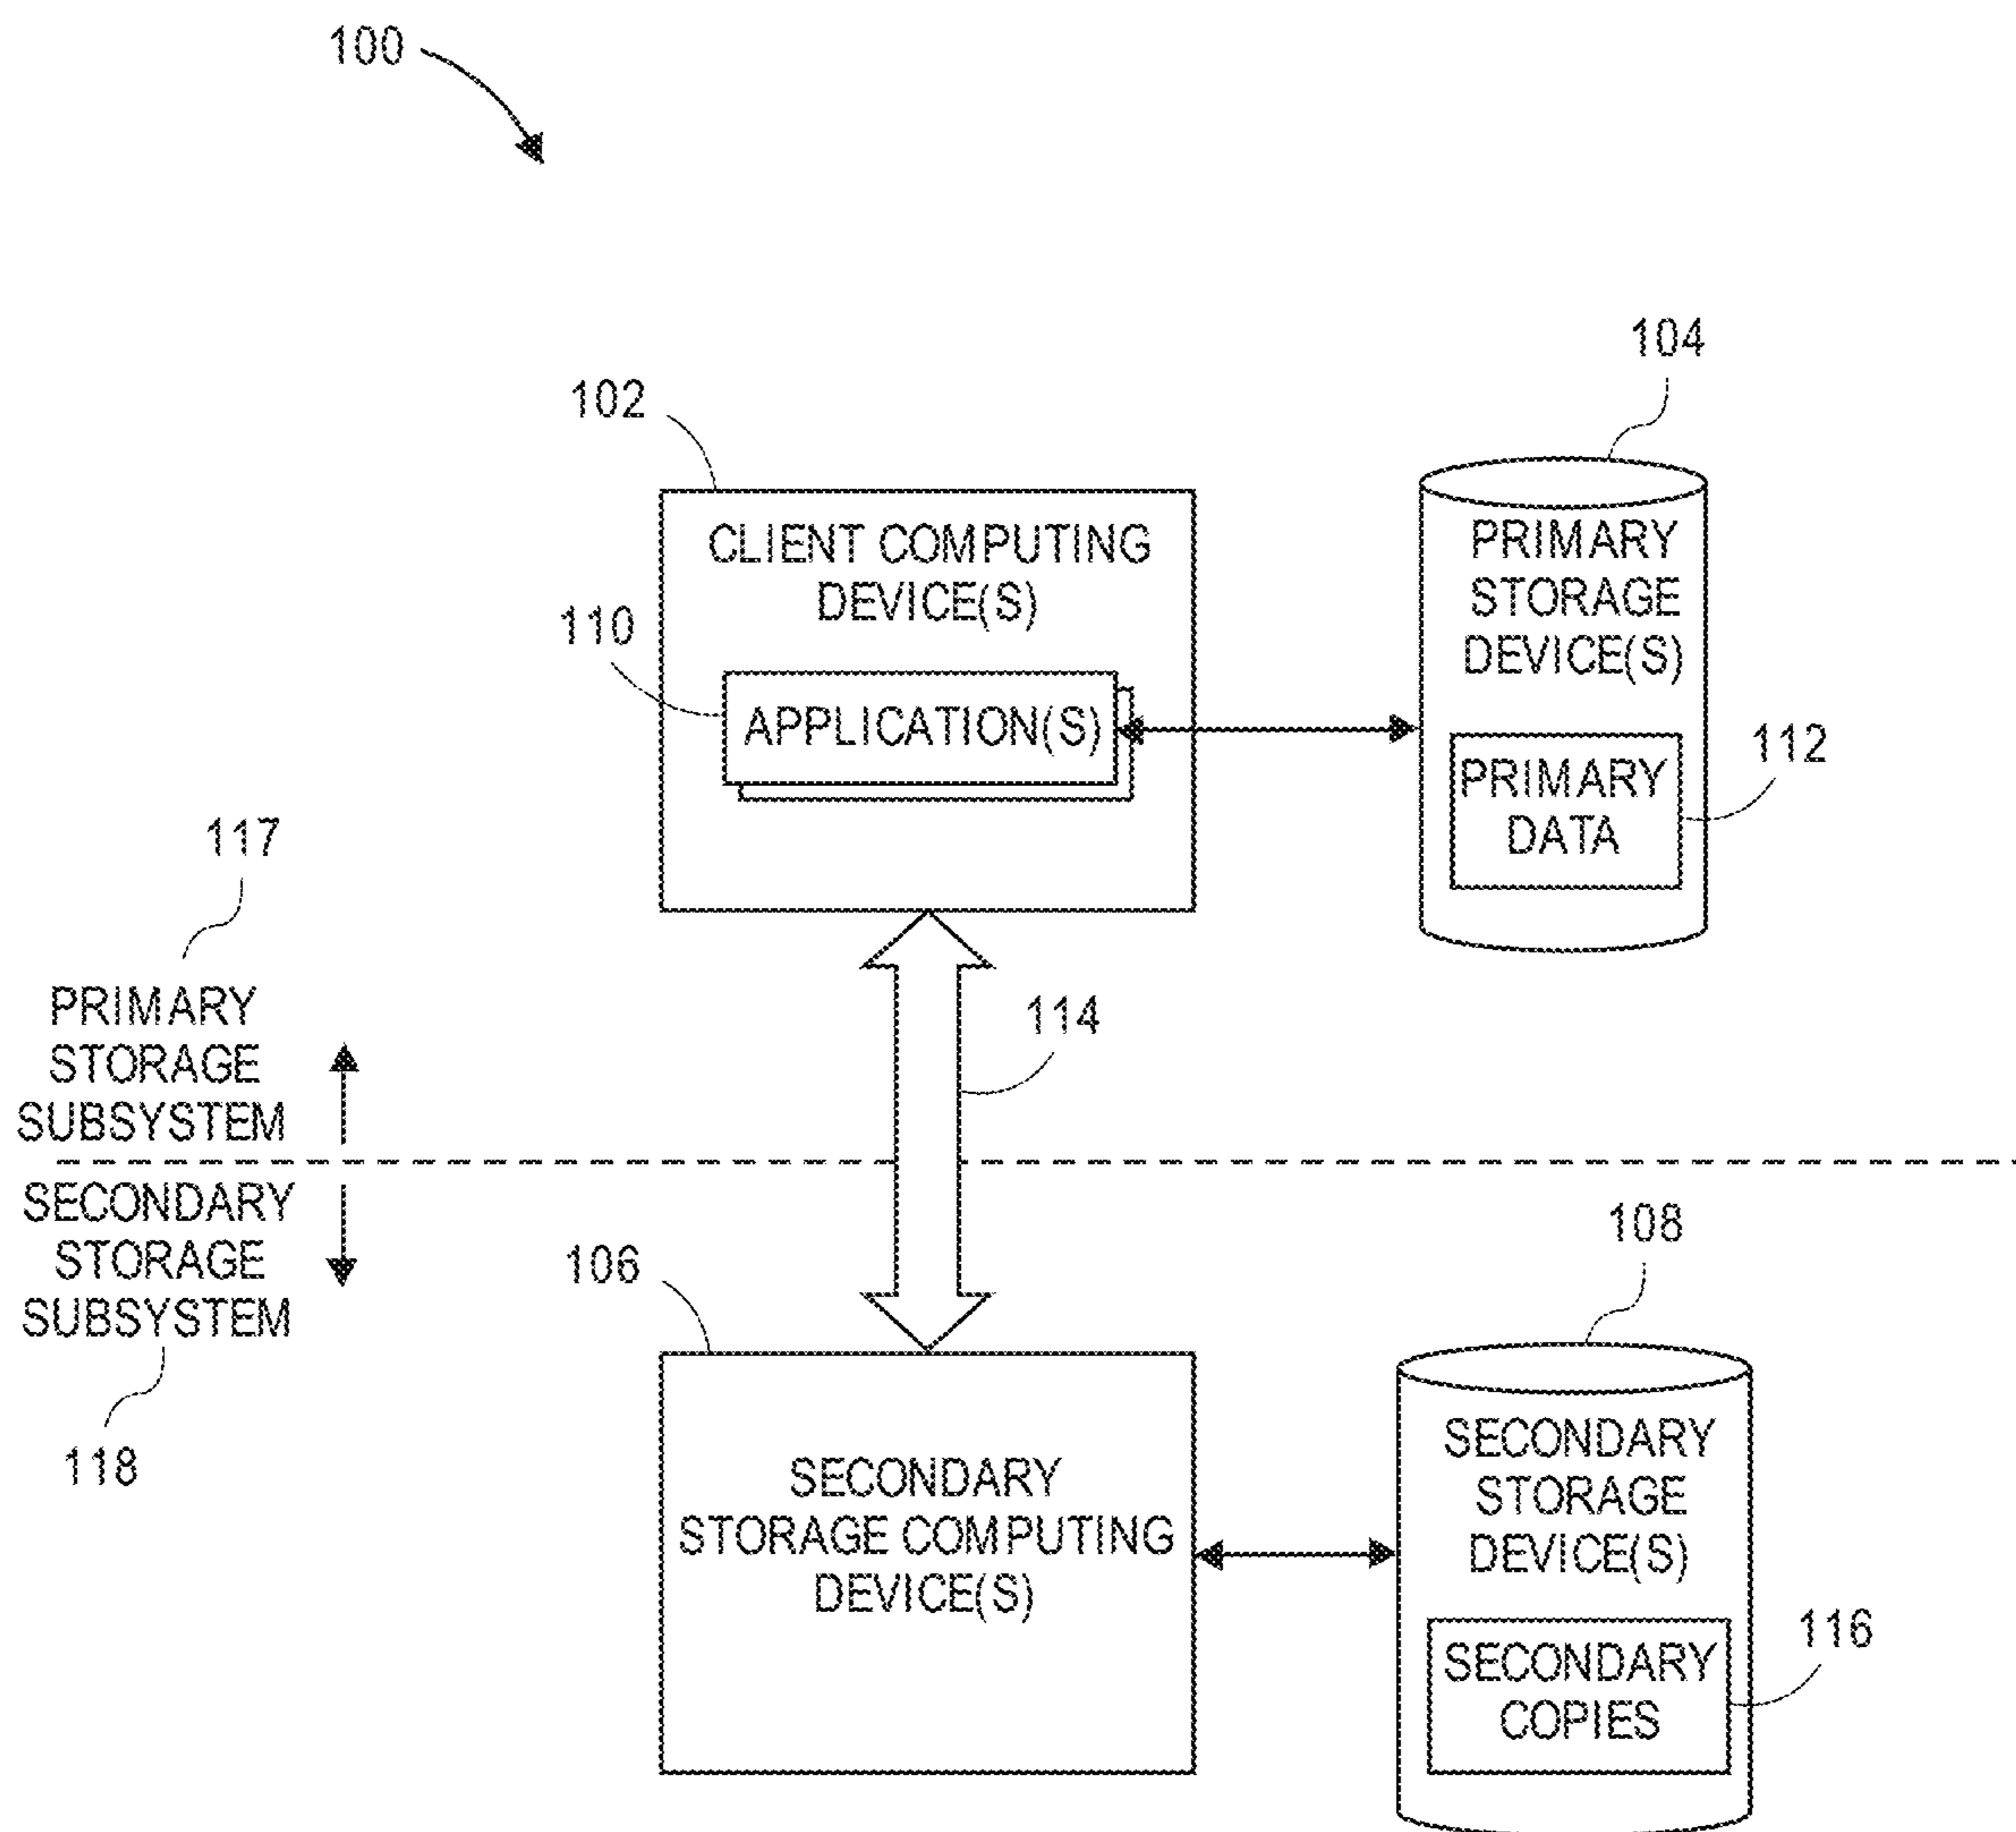 100
104
102
CLIENT COMPUTING
DEVICE(S)
110
APPLICATION(S)
PRIMARY
STORAGE
DEVICE(S)
112
PRIMARY
DATA
117
PRIMARY
STORAGE
SUBSYSTEM
114
SECONDARY
STORAGE
SUBSYSTEM
118
106
108
SECONDARY
STORAGE COMPUTING
DEVICE(S)
SECONDARY
STORAGE
DEVICE(S)
116
SECONDARY
COPIES